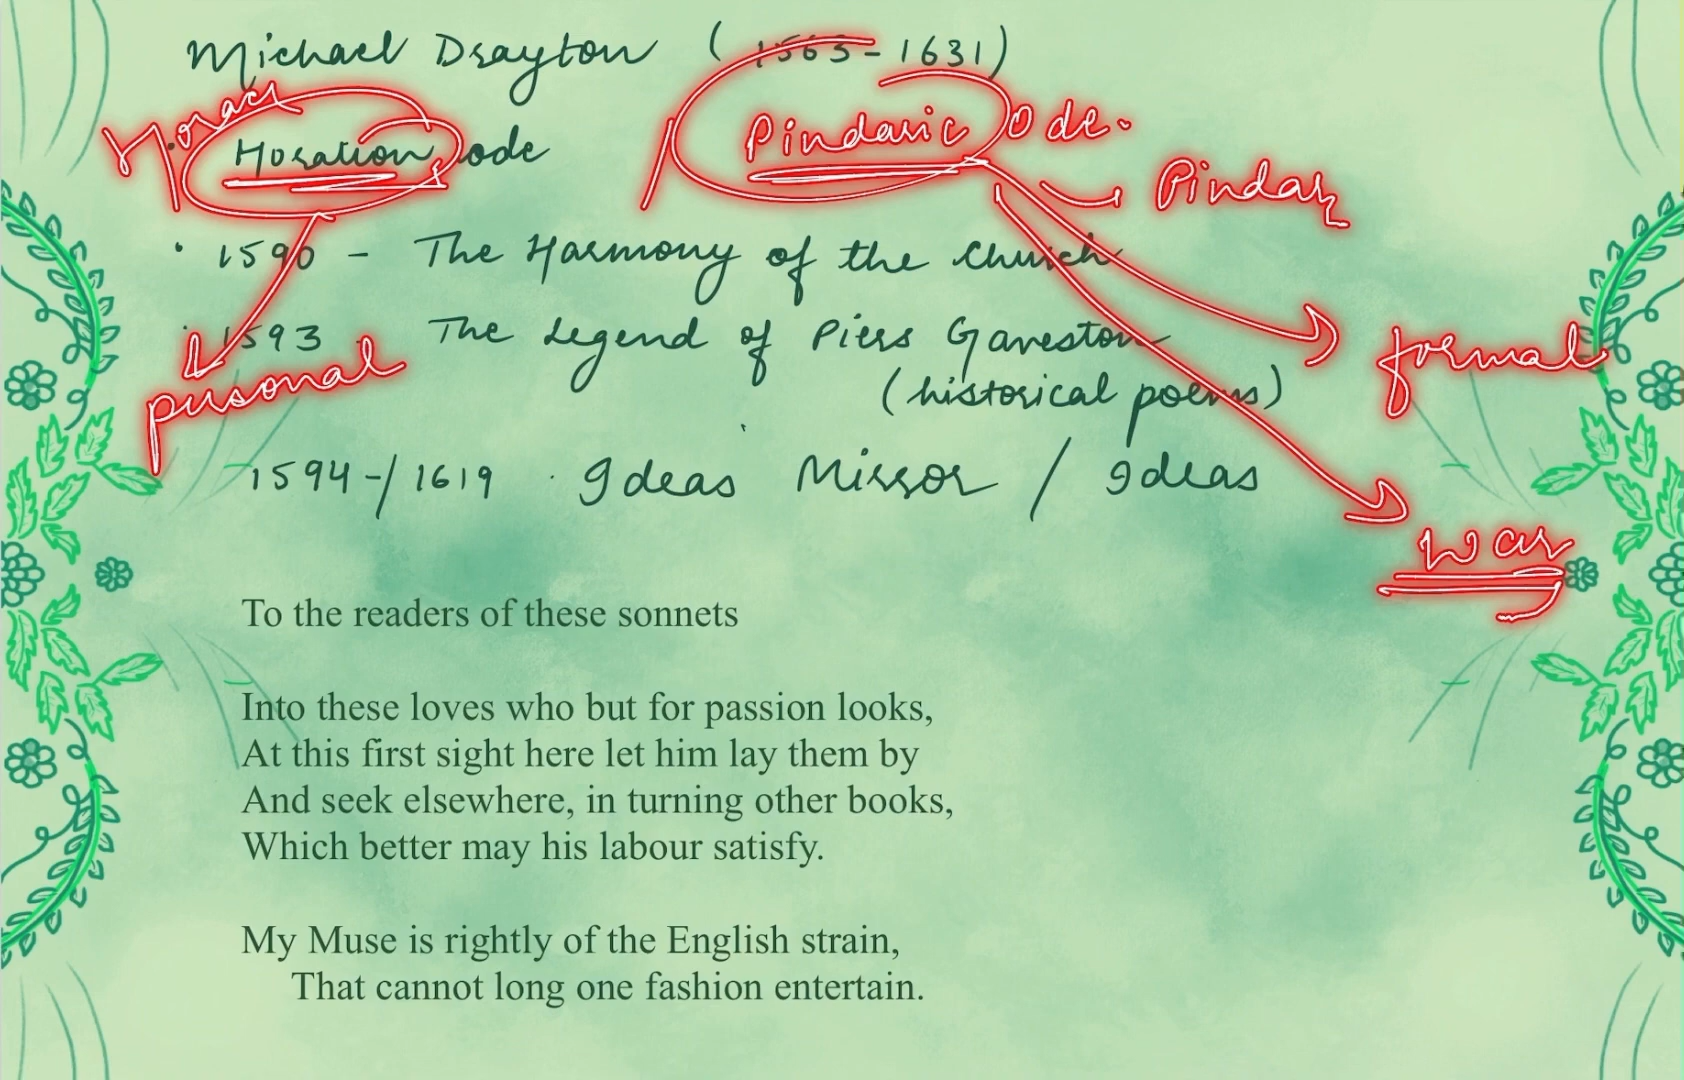 Michael Drayton (1563-1631)
Horace
Horation ode
Pindaric Ode.
Pindar
• 1590 - The Harmony of the Church
• 1593 - The Legend of Piers Gaveston
formal
personal
(historical poems)
1594-/1619 Ideas Mirror / Ideas
war
To the readers of these sonnets
Into these loves who but for passion looks,
At this first sight here let him lay them by
And seek elsewhere, in turning other books,
Which better may his labour satisfy.
My Muse is rightly of the English strain,
That cannot long one fashion entertain.